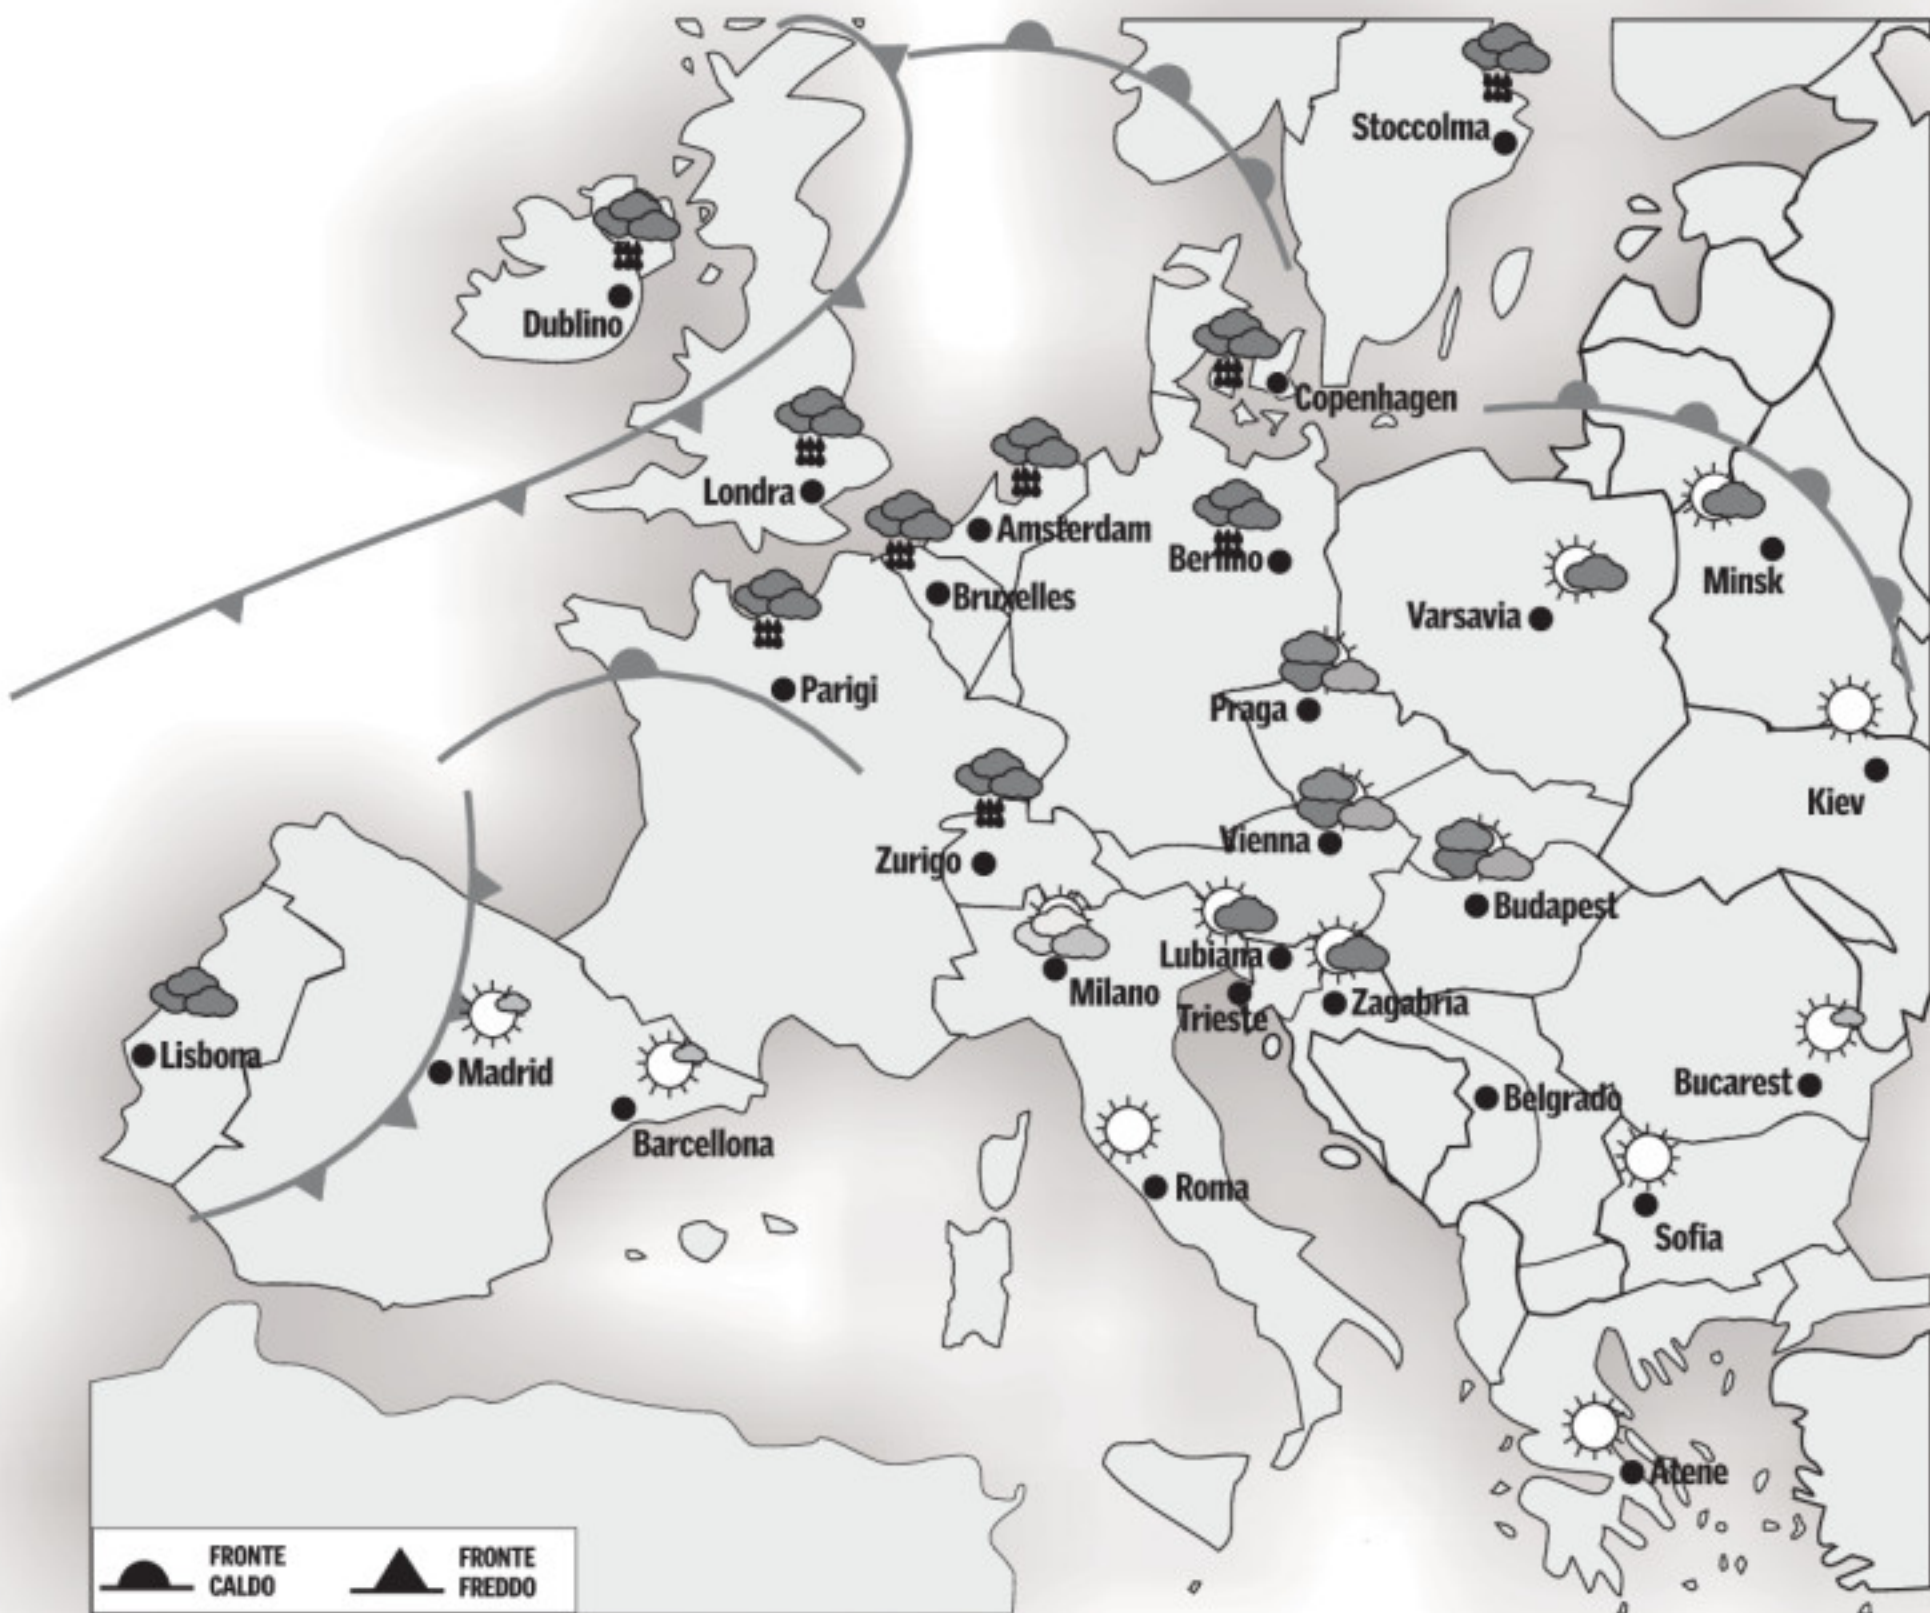 Stoccolma
Dublino
Copenhagen
Londra
Amsterdam
Berlino
Bruxelles
Minsk
Varsavia
Parigi
Praga
Kiev
Vienna
Zurigo
Budapest
Lubiana
Milano
Zagabria
Trieste
Lisbona
Madrid
Bucarest
Belgrado
Barcellona
Roma
Sofia
Atene
FRONTE
CALDO
FRONTE
FREDDO